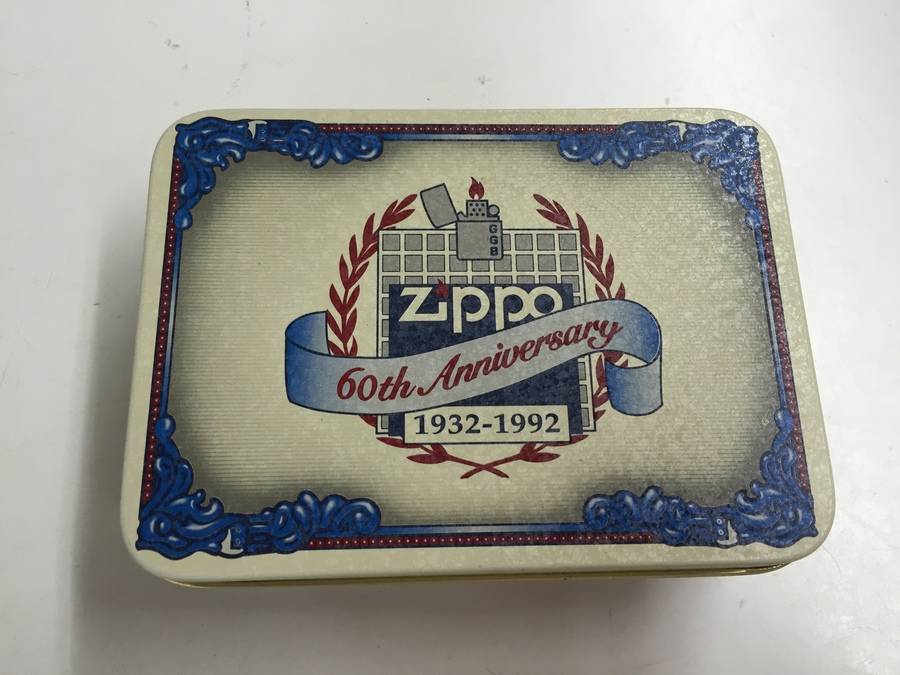 GGB
zippo
60th Anniversary
1932-1992